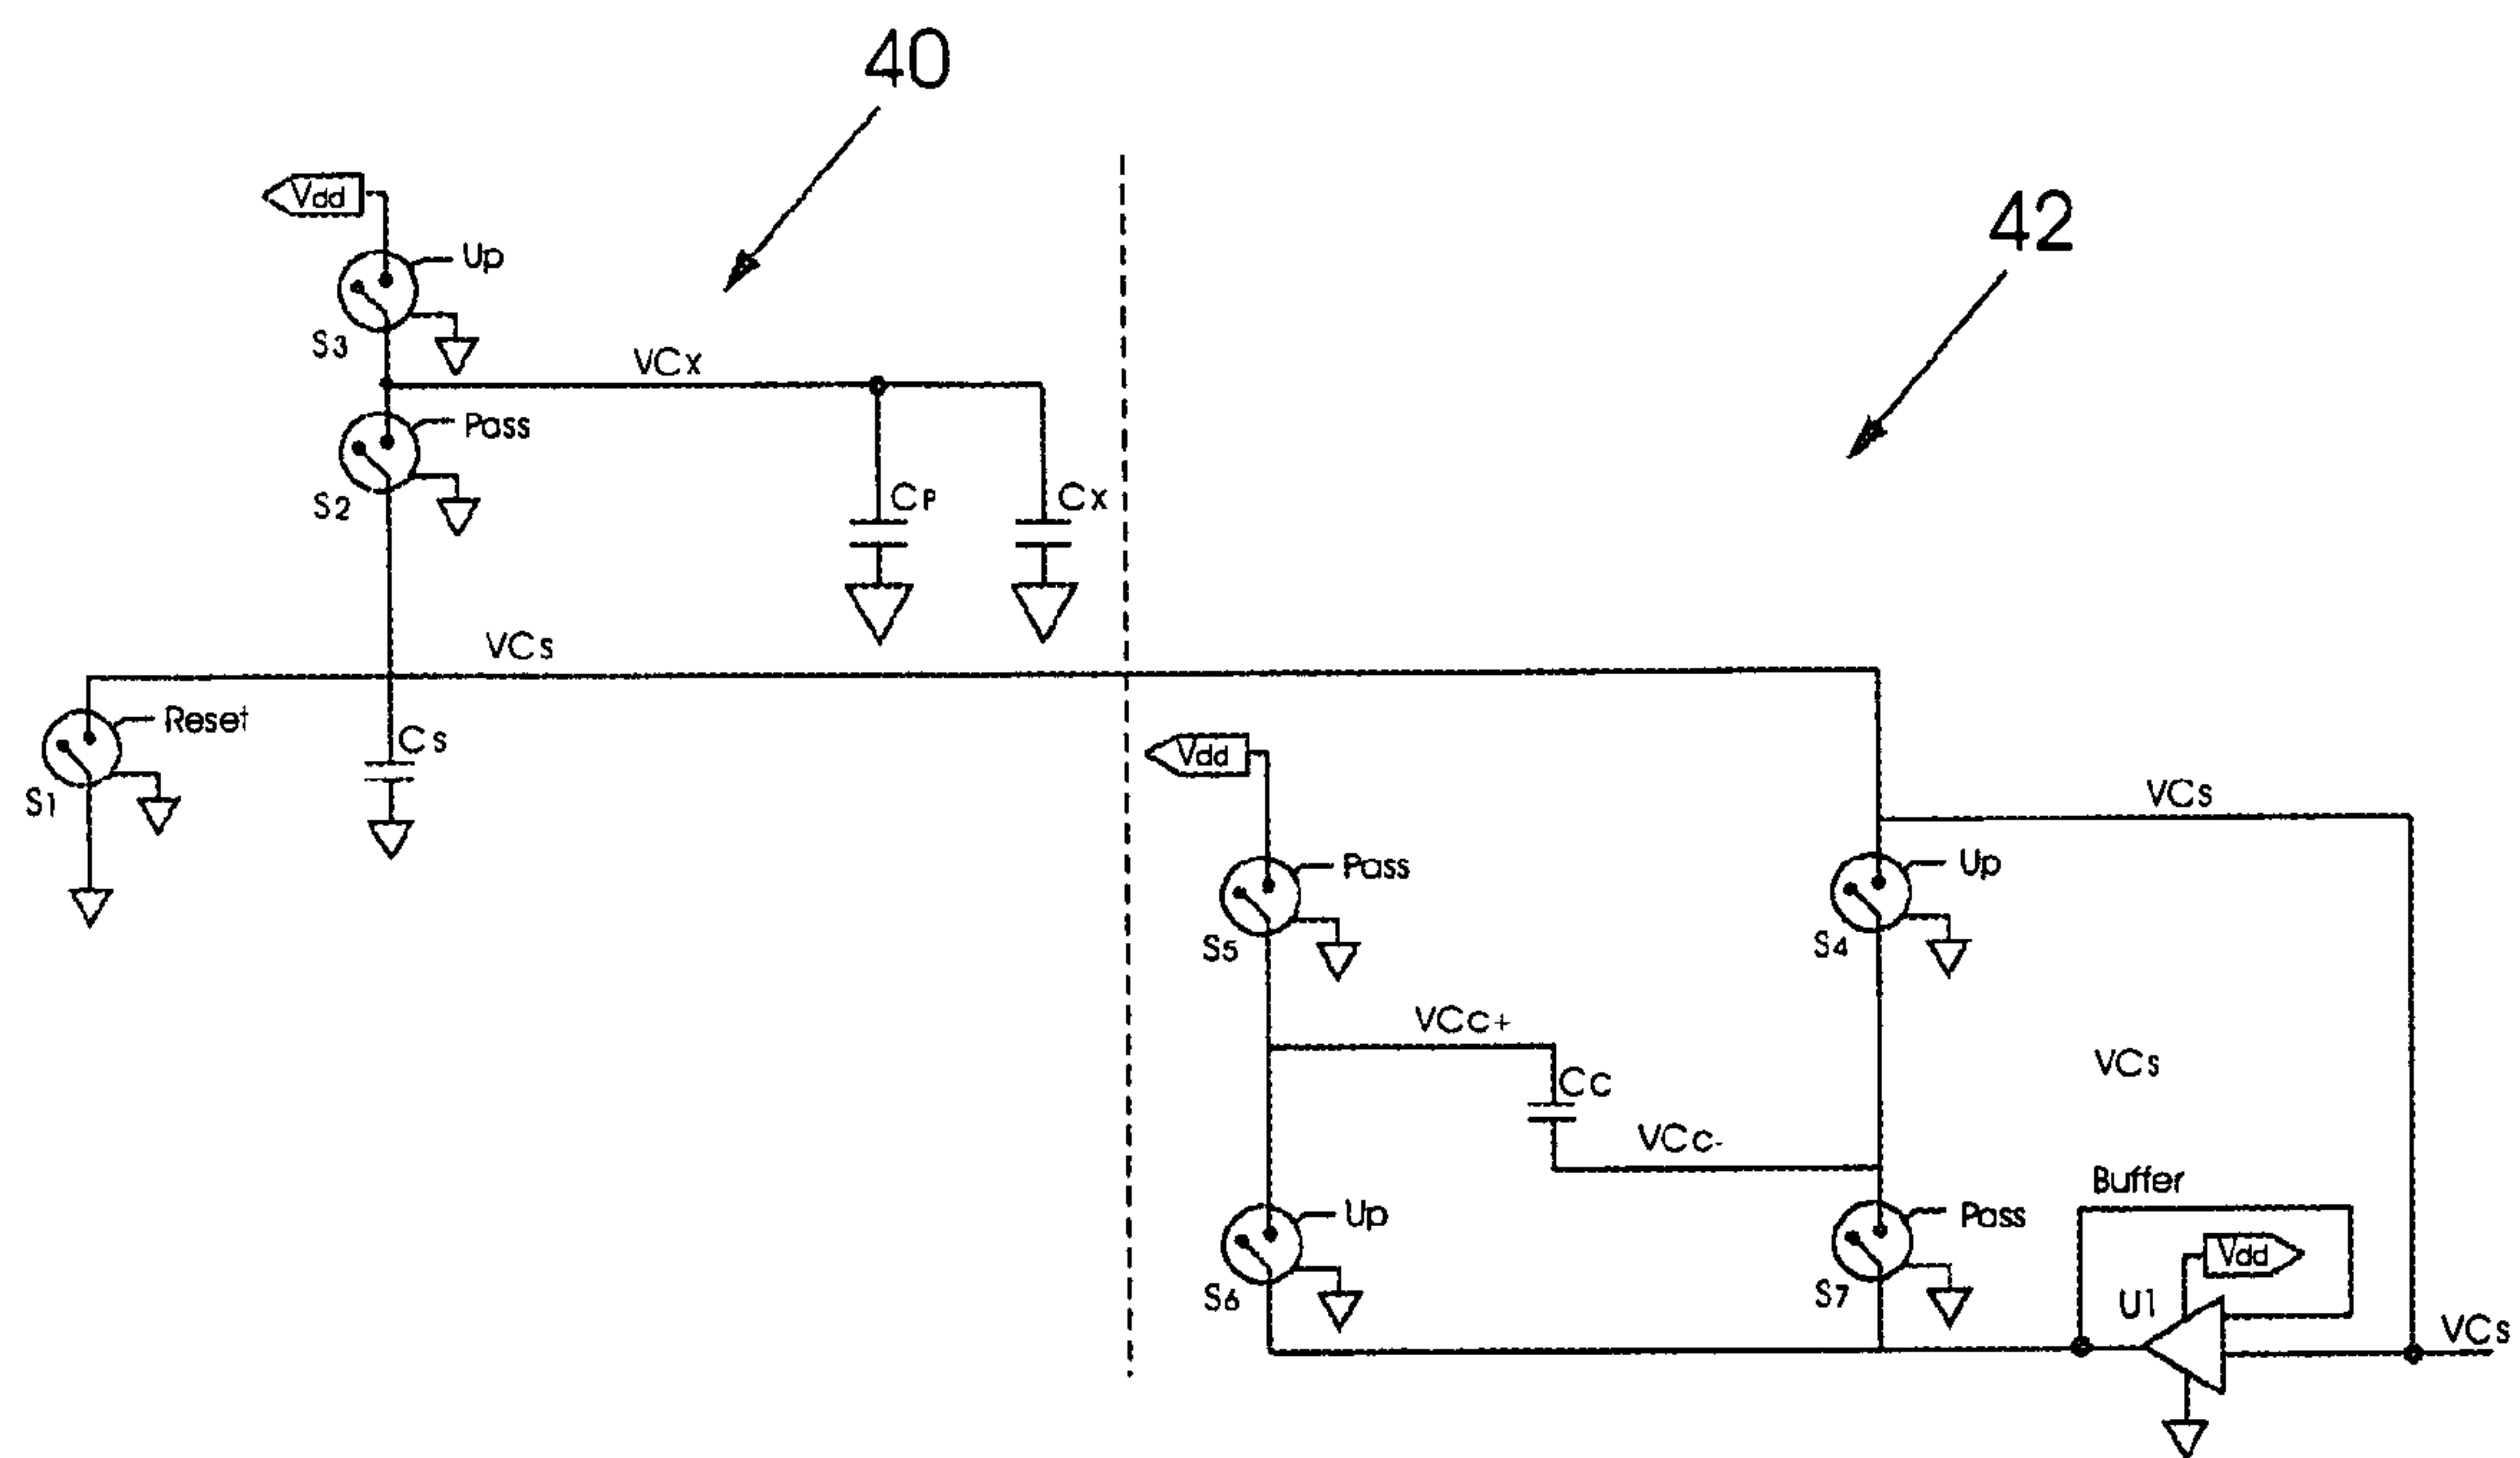 40
42
Vdd
Up
S3
VCx
Pass
S2
CP
Cx
VCs
Reset
S1
Cs
Vdd
VCs
Pass
Up
S5
S4
VCc+
Cc
VCs
VCc-
Buffer
Up
Pass
Vdd
S6
S7
U1
VCs